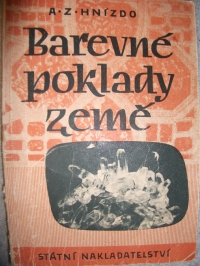 A·Z·HNÍZDO
Barevné
poklady
země
STÁTNÍ NAKLADATELSTVÍ